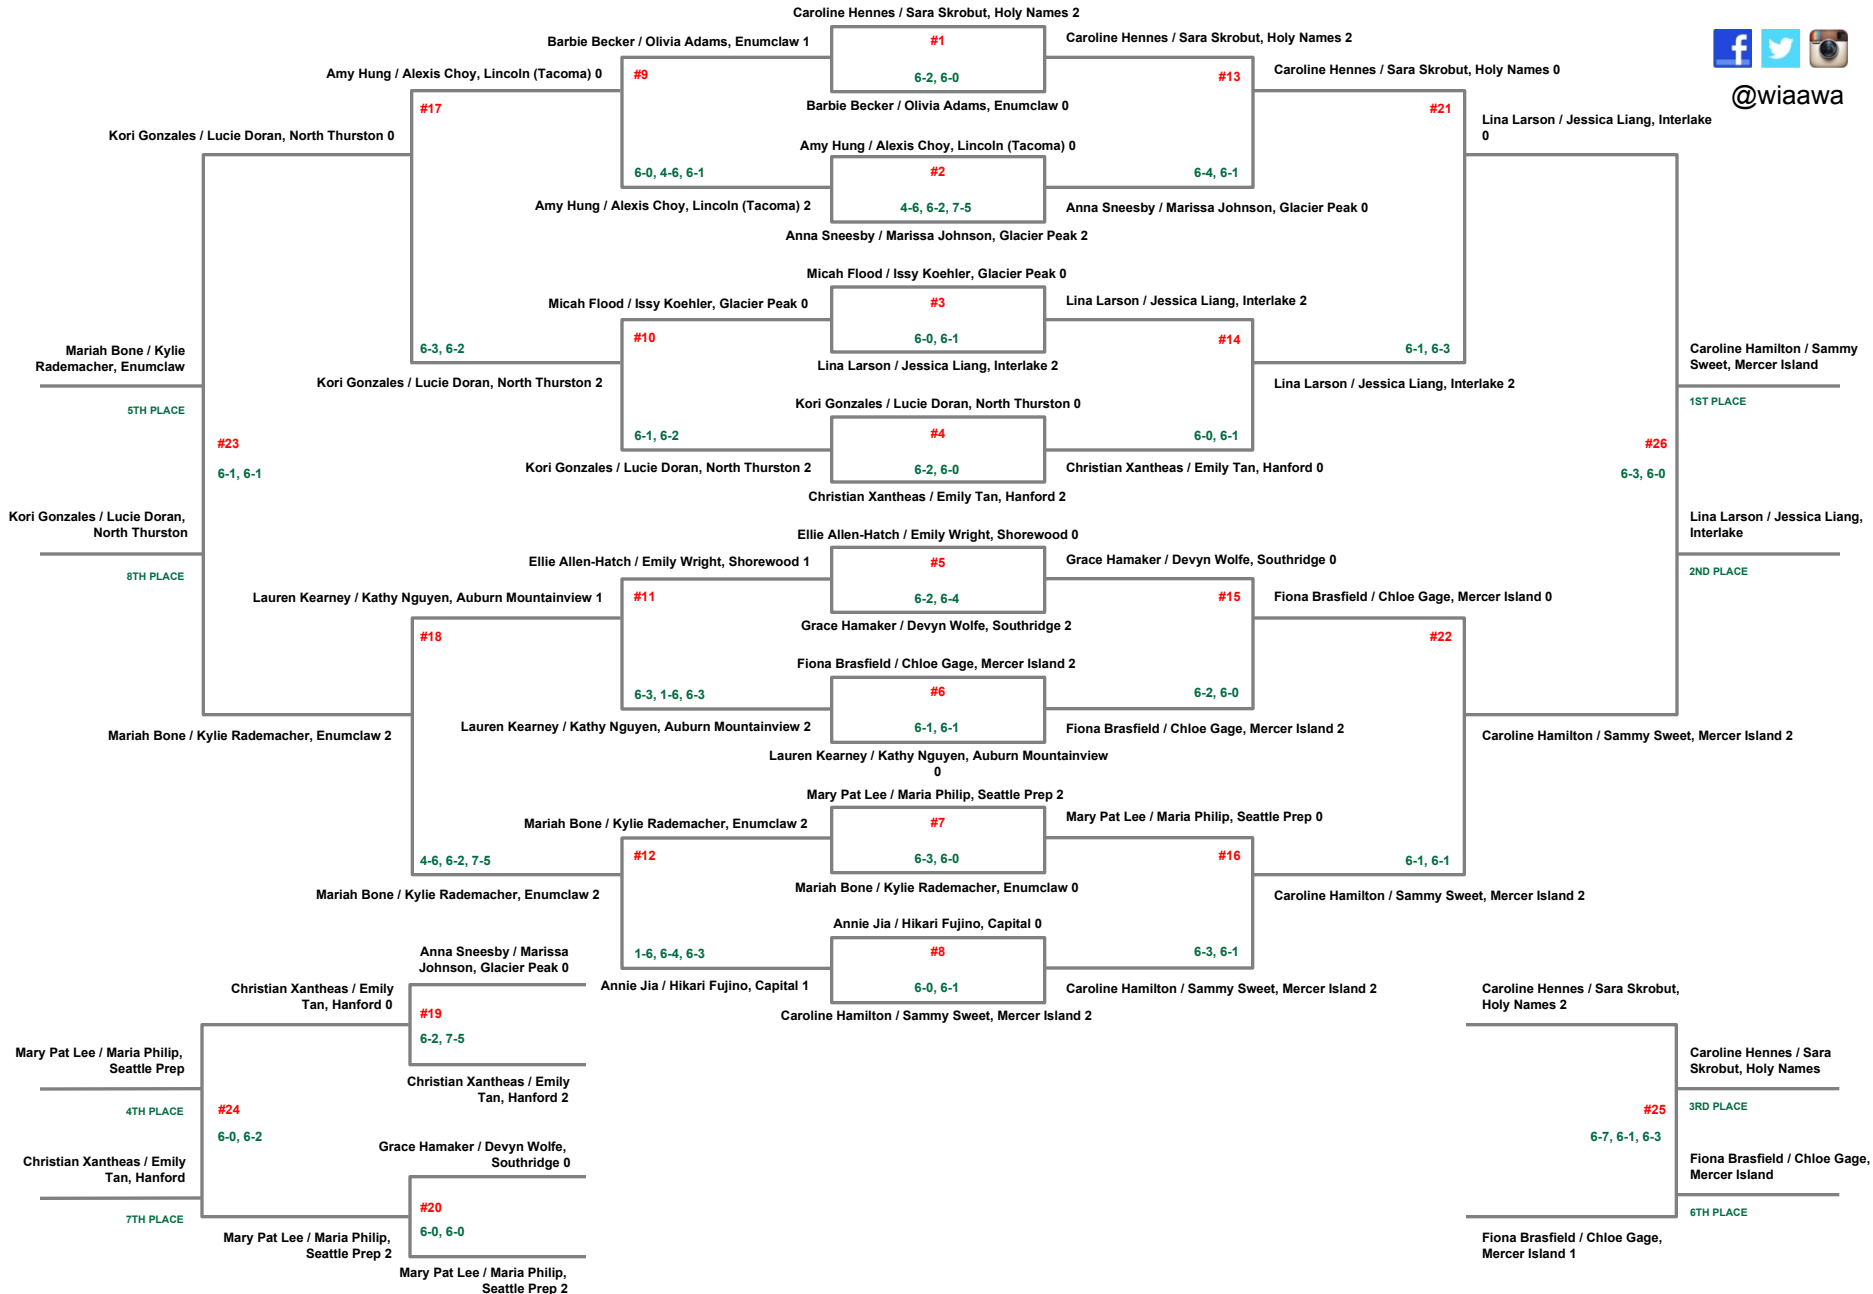 Caroline Hennes / Sara Skrobut, Holy Names 2
Barbie Becker / Olivia Adams, Enumclaw 1
#1
Caroline Hennes / Sara Skrobut, Holy Names 2
Amy Hung / Alexis Choy, Lincoln (Tacoma) 0
#9
6-2, 6-0
#13
Caroline Hennes / Sara Skrobut, Holy Names 0
@wiaawa
#17
Barbie Becker / Olivia Adams, Enumclaw 0
#21
Kori Gonzales / Lucie Doran, North Thurston 0
Lina Larson / Jessica Liang, Interlake
0
Amy Hung / Alexis Choy, Lincoln (Tacoma) 0
6-0, 4-6, 6-1
#2
6-4, 6-1
Amy Hung / Alexis Choy, Lincoln (Tacoma) 2
4-6, 6-2, 7-5
Anna Sneesby / Marissa Johnson, Glacier Peak 0
Anna Sneesby / Marissa Johnson, Glacier Peak 2
Micah Flood / Issy Koehler, Glacier Peak 0
Micah Flood / Issy Koehler, Glacier Peak 0
#3
Lina Larson / Jessica Liang, Interlake 2
#10
6-0, 6-1
#14
6-3, 6-2
6-1, 6-3
Mariah Bone / Kylie
Rademacher, Enumclaw
Caroline Hamilton / Sammy
Sweet, Mercer Island
Lina Larson / Jessica Liang, Interlake 2
Kori Gonzales / Lucie Doran, North Thurston 2
Lina Larson / Jessica Liang, Interlake 2
5TH PLACE
Kori Gonzales / Lucie Doran, North Thurston 0
1ST PLACE
#23
6-1, 6-2
#4
6-0, 6-1
#26
6-1, 6-1
Kori Gonzales / Lucie Doran, North Thurston 2
6-2, 6-0
Christian Xantheas / Emily Tan, Hanford 0
6-3, 6-0
Christian Xantheas / Emily Tan, Hanford 2
Kori Gonzales / Lucie Doran,
North Thurston
Lina Larson / Jessica Liang,
Interlake
Ellie Allen-Hatch / Emily Wright, Shorewood 0
Ellie Allen-Hatch / Emily Wright, Shorewood 1
#5
Grace Hamaker / Devyn Wolfe, Southridge 0
8TH PLACE
2ND PLACE
Lauren Kearney / Kathy Nguyen, Auburn Mountainview 1
#11
6-2, 6-4
#15
Fiona Brasfield / Chloe Gage, Mercer Island 0
#18
Grace Hamaker / Devyn Wolfe, Southridge 2
#22
Fiona Brasfield / Chloe Gage, Mercer Island 2
6-3, 1-6, 6-3
#6
6-2, 6-0
Mariah Bone / Kylie Rademacher, Enumclaw 2
Lauren Kearney / Kathy Nguyen, Auburn Mountainview 2
6-1, 6-1
Fiona Brasfield / Chloe Gage, Mercer Island 2
Caroline Hamilton / Sammy Sweet, Mercer Island 2
Lauren Kearney / Kathy Nguyen, Auburn Mountainview
0
Mary Pat Lee / Maria Philip, Seattle Prep 2
Mariah Bone / Kylie Rademacher, Enumclaw 2
#7
Mary Pat Lee / Maria Philip, Seattle Prep 0
4-6, 6-2, 7-5
#12
6-3, 6-0
#16
6-1, 6-1
Mariah Bone / Kylie Rademacher, Enumclaw 2
Mariah Bone / Kylie Rademacher, Enumclaw 0
Caroline Hamilton / Sammy Sweet, Mercer Island 2
Annie Jia / Hikari Fujino, Capital 0
1-6, 6-4, 6-3
#8
6-3, 6-1
Anna Sneesby / Marissa
Johnson, Glacier Peak 0
Annie Jia / Hikari Fujino, Capital 1
6-0, 6-1
Caroline Hamilton / Sammy Sweet, Mercer Island 2
Caroline Hamilton / Sammy Sweet, Mercer Island 2
Christian Xantheas / Emily
Tan, Hanford 0
Caroline Hennes / Sara Skrobut,
Holy Names 2
#19
6-2, 7-5
Mary Pat Lee / Maria Philip,
Seattle Prep
Caroline Hennes / Sara
Skrobut, Holy Names
Christian Xantheas / Emily
Tan, Hanford 2
4TH PLACE
#24
6-0, 6-2
#25
3RD PLACE
6-7, 6-1, 6-3
Grace Hamaker / Devyn Wolfe,
Southridge 0
Christian Xantheas / Emily
Tan, Hanford
Fiona Brasfield / Chloe Gage,
Mercer Island
7TH PLACE
#20
6-0, 6-0
6TH PLACE
Mary Pat Lee / Maria Philip,
Seattle Prep 2
Fiona Brasfield / Chloe Gage,
Mercer Island 1
Mary Pat Lee / Maria Philip,
Seattle Prep 2